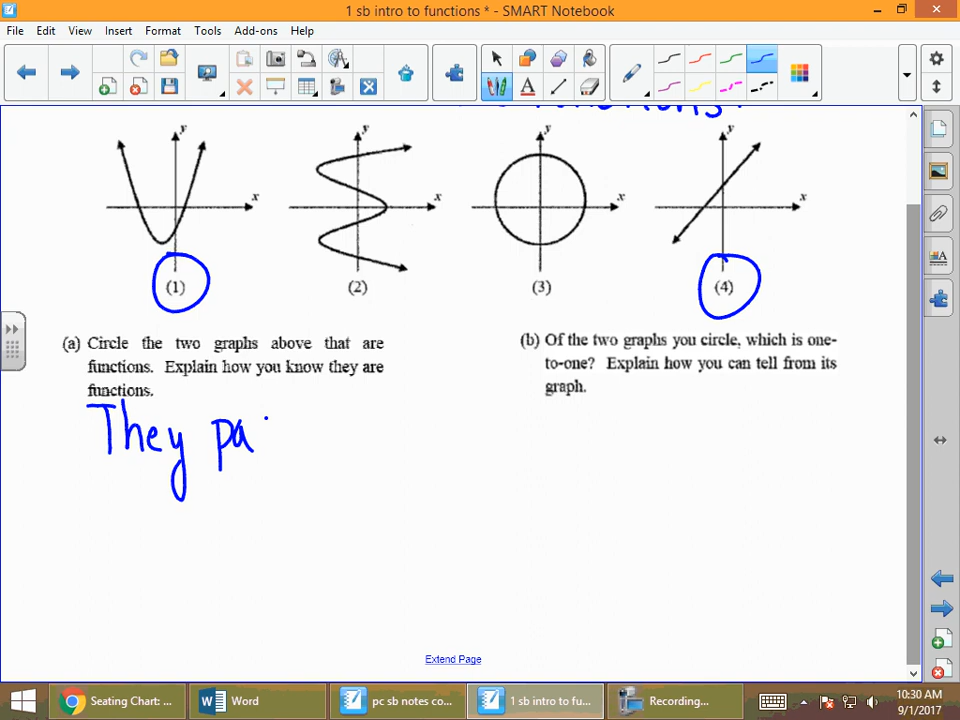 1 sb intro to functions * - SMART Notebook
File Edit View Insert Format Tools Add-ons Help
functions?
y y y y
x x x x
(1) (2) (3) (4)
(a) Circle the two graphs above that are
functions. Explain how you know they are
functions.
They pa
(b) Of the two graphs you circle, which is one-
to-one? Explain how you can tell from its
graph.
Extend Page
Seating Chart: ... Word pc sb notes co... 1 sb intro to fu... Recording...
10:30 AM
9/1/2017